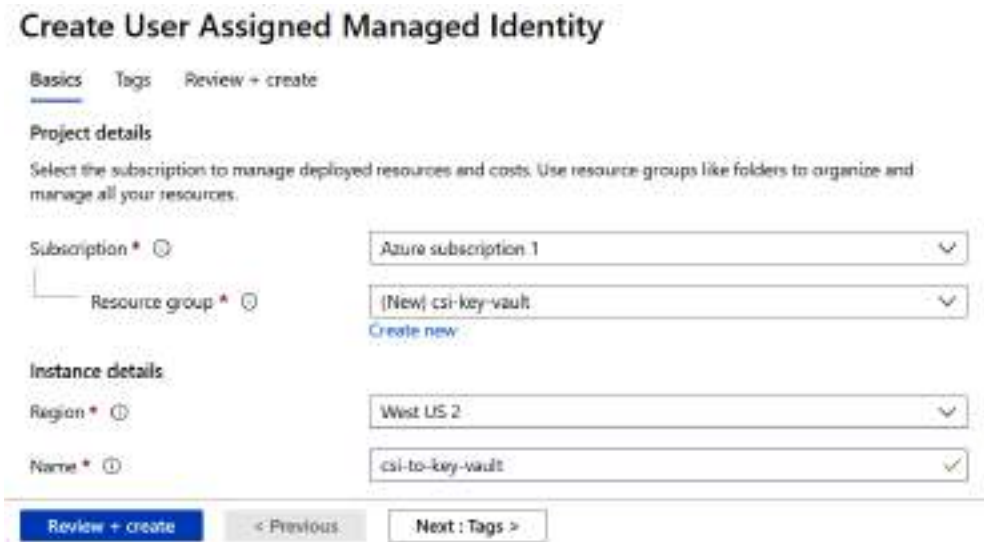 Create User Assigned Managed Identity
Basics Tags Review + create
Project details
Select the subscription to manage deployed resources and costs. Use resource groups like folders to organize and
manage all your resources.
Subscription *
Azure subscription 1
Resource group *
(New) csi-key-vault
Create new
Instance details
Region *
West US 2
Name *
csi-to-key-vault
Review + create
< Previous
Next : Tags >